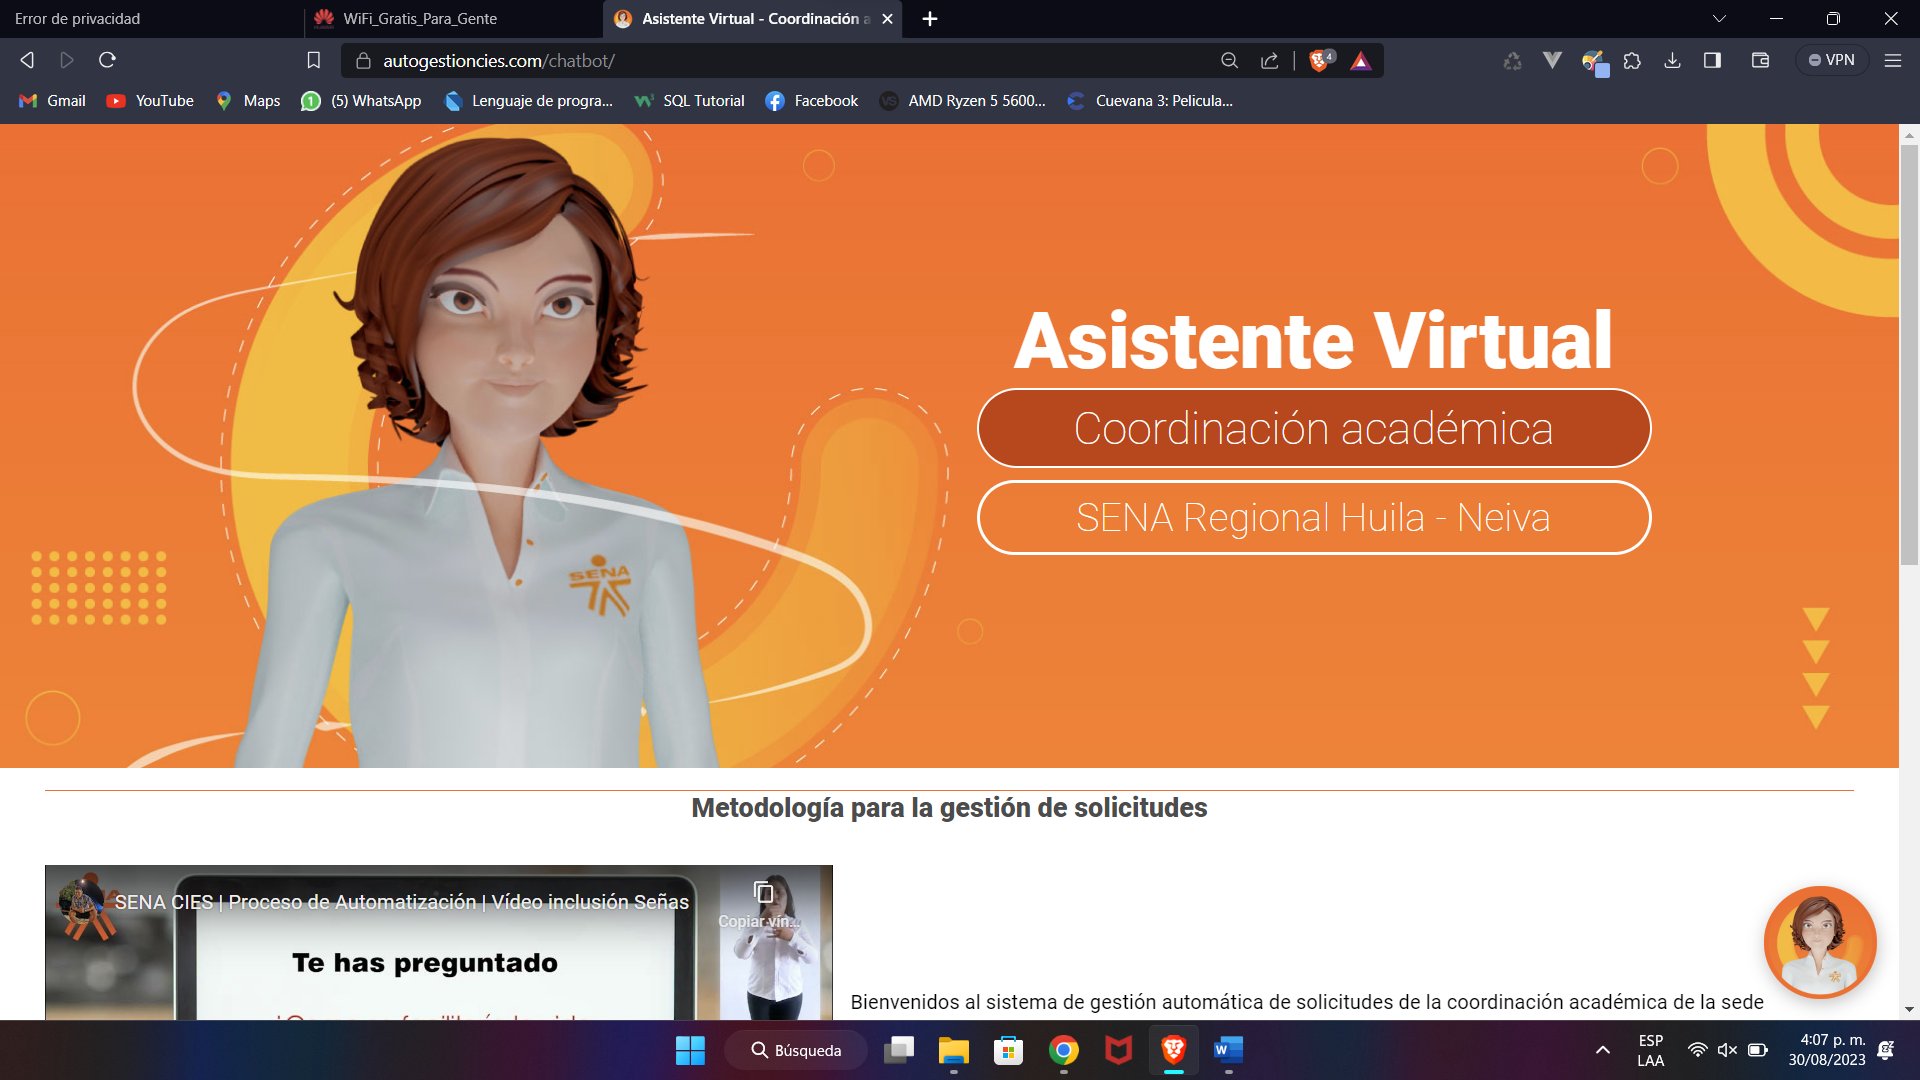 Error de privacidad
WiFi_Gratis_Para_Gente
Asistente Virtual - Coordinación a
autogestioncies.com/chatbot/
4
VPN
Gmail
YouTube
Maps
(5) WhatsApp
Lenguaje de progra...
SQL Tutorial
Facebook
AMD Ryzen 5 5600...
Cuevana 3: Pelicula...
Asistente Virtual
Coordinación académica
SENA Regional Huila - Neiva
SENA
Metodología para la gestión de solicitudes
SENA CIES | Proceso de Automatización | Vídeo inclusión Señas
Copiar vín...
Te has preguntado
Bienvenidos al sistema de gestión automática de solicitudes de la coordinación académica de la sede
Búsqueda
ESP
LAA
4:07 p. m.
30/08/2023